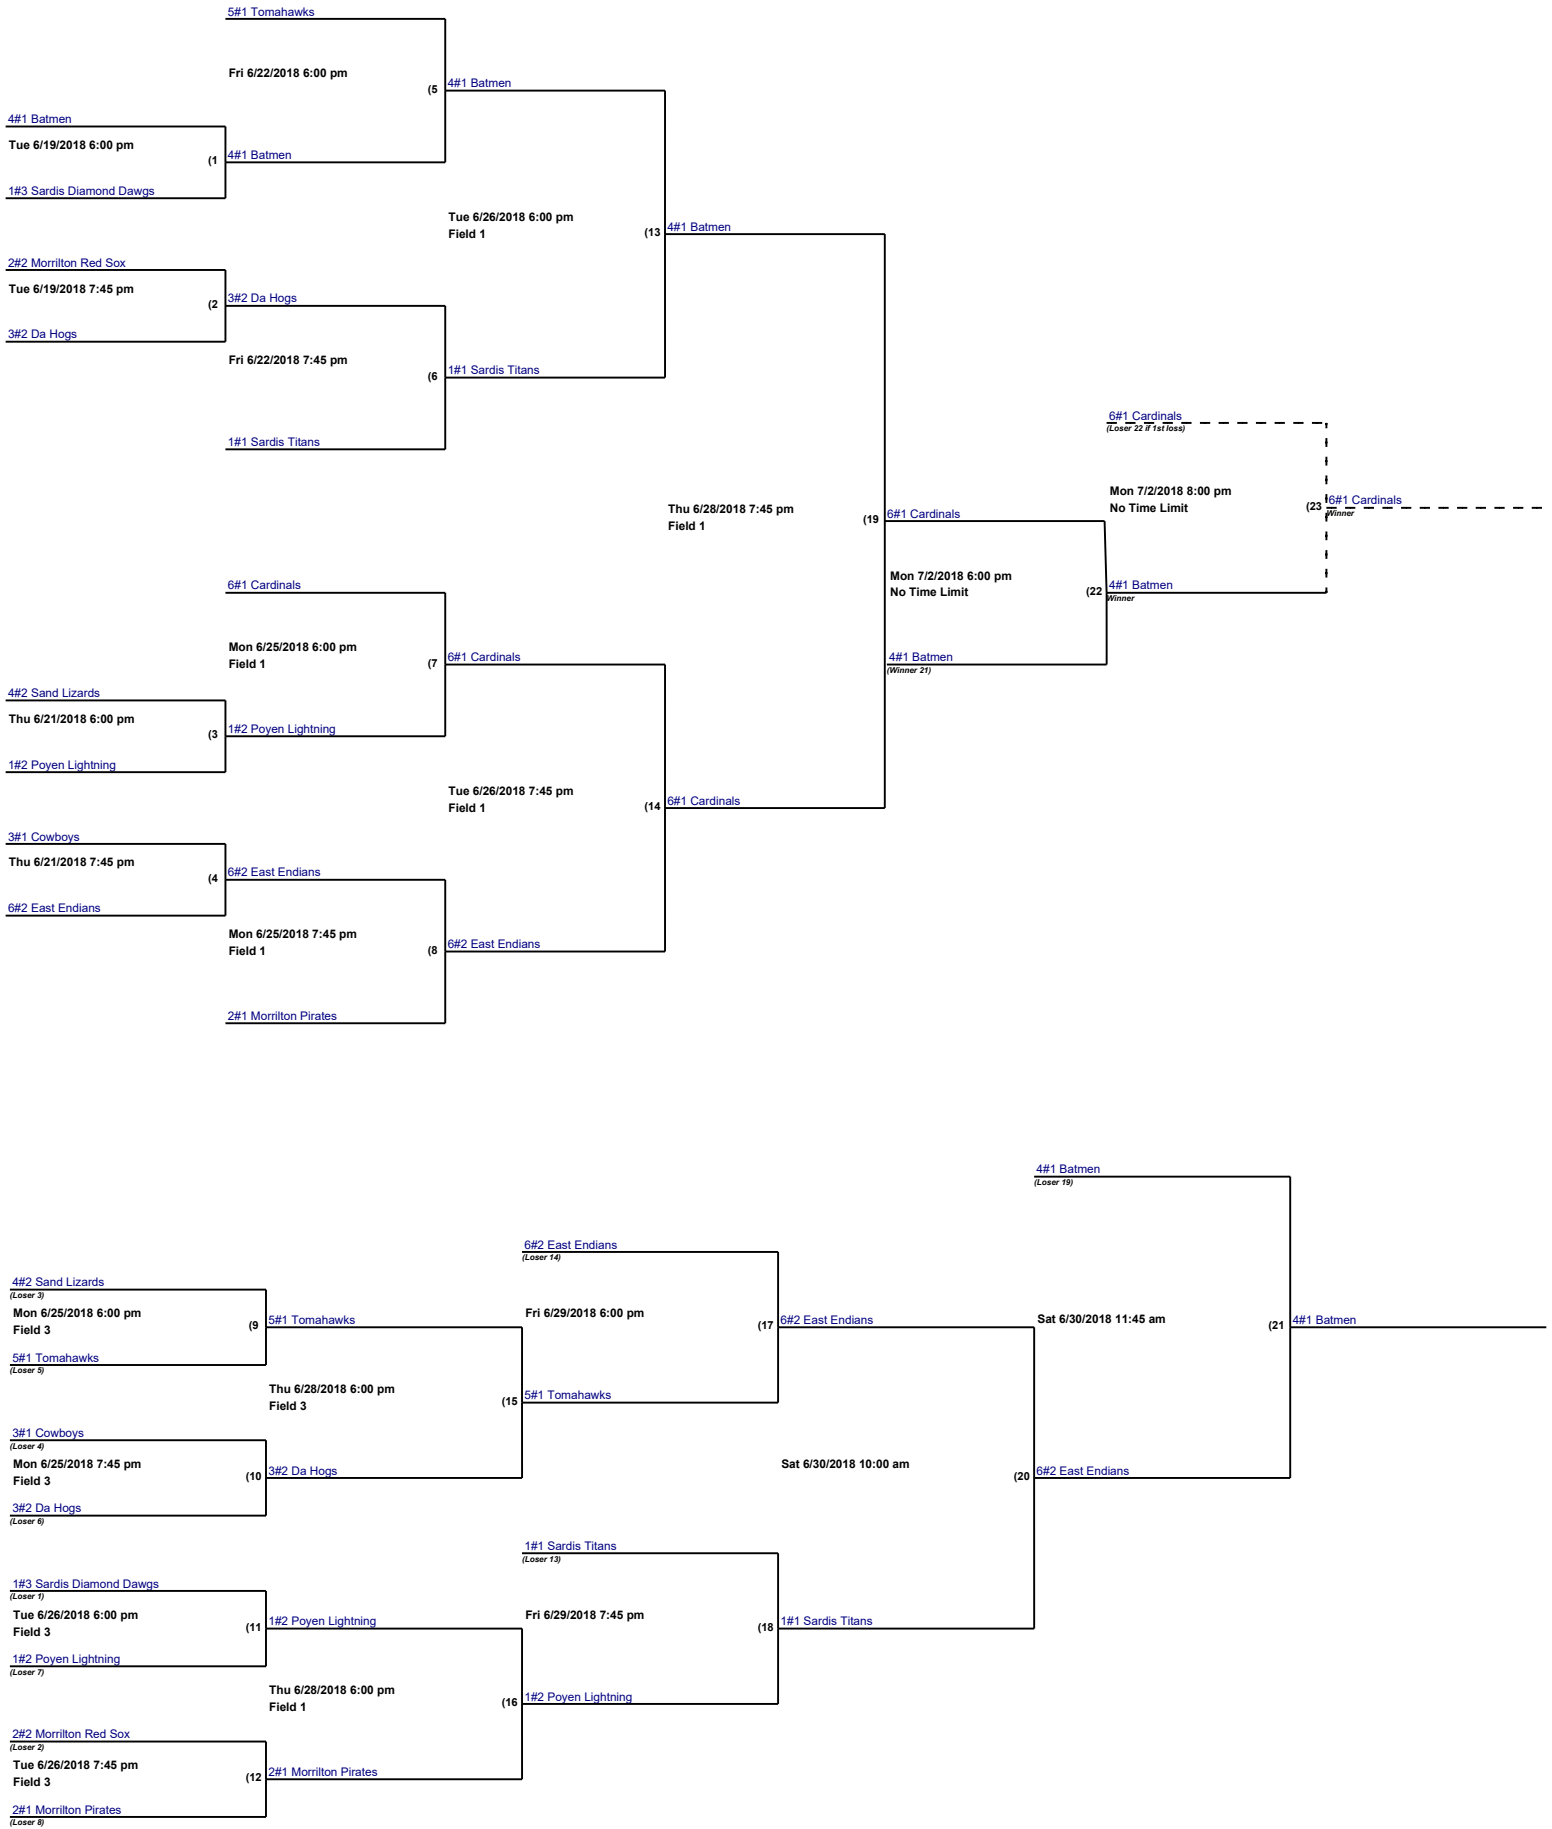 5#1 Tomahawks
Fri 6/22/2018 6:00 pm
(5
4#1 Batmen
4#1 Batmen
Tue 6/19/2018 6:00 pm
(1
4#1 Batmen
1#3 Sardis Diamond Dawgs
Tue 6/26/2018 6:00 pm
Field 1
(13
4#1 Batmen
2#2 Morrilton Red Sox
Tue 6/19/2018 7:45 pm
(2
3#2 Da Hogs
3#2 Da Hogs
Fri 6/22/2018 7:45 pm
(6
1#1 Sardis Titans
1#1 Sardis Titans
6#1 Cardinals
(Loser 22 if 1st loss)
Mon 7/2/2018 8:00 pm
No Time Limit
(23
6#1 Cardinals
Winner
Thu 6/28/2018 7:45 pm
Field 1
(19
6#1 Cardinals
Mon 7/2/2018 6:00 pm
No Time Limit
(22
4#1 Batmen
Winner
6#1 Cardinals
Mon 6/25/2018 6:00 pm
Field 1
(7
6#1 Cardinals
4#1 Batmen
(Winner 21)
4#2 Sand Lizards
Thu 6/21/2018 6:00 pm
(3
1#2 Poyen Lightning
1#2 Poyen Lightning
Tue 6/26/2018 7:45 pm
Field 1
(14
6#1 Cardinals
3#1 Cowboys
Thu 6/21/2018 7:45 pm
(4
6#2 East Endians
6#2 East Endians
Mon 6/25/2018 7:45 pm
Field 1
(8
6#2 East Endians
2#1 Morrilton Pirates
4#1 Batmen
(Loser 19)
6#2 East Endians
(Loser 14)
4#2 Sand Lizards
(Loser 3)
Mon 6/25/2018 6:00 pm
Field 3
(9
5#1 Tomahawks
5#1 Tomahawks
(Loser 5)
Fri 6/29/2018 6:00 pm
(17
6#2 East Endians
Sat 6/30/2018 11:45 am
(21
4#1 Batmen
Thu 6/28/2018 6:00 pm
Field 3
(15
5#1 Tomahawks
3#1 Cowboys
(Loser 4)
Mon 6/25/2018 7:45 pm
Field 3
(10
3#2 Da Hogs
3#2 Da Hogs
(Loser 6)
Sat 6/30/2018 10:00 am
(20
6#2 East Endians
1#1 Sardis Titans
(Loser 13)
1#3 Sardis Diamond Dawgs
(Loser 1)
Tue 6/26/2018 6:00 pm
Field 3
(11
1#2 Poyen Lightning
1#2 Poyen Lightning
(Loser 7)
Fri 6/29/2018 7:45 pm
(18
1#1 Sardis Titans
Thu 6/28/2018 6:00 pm
Field 1
(16
1#2 Poyen Lightning
2#2 Morrilton Red Sox
(Loser 2)
Tue 6/26/2018 7:45 pm
Field 3
(12
2#1 Morrilton Pirates
2#1 Morrilton Pirates
(Loser 8)